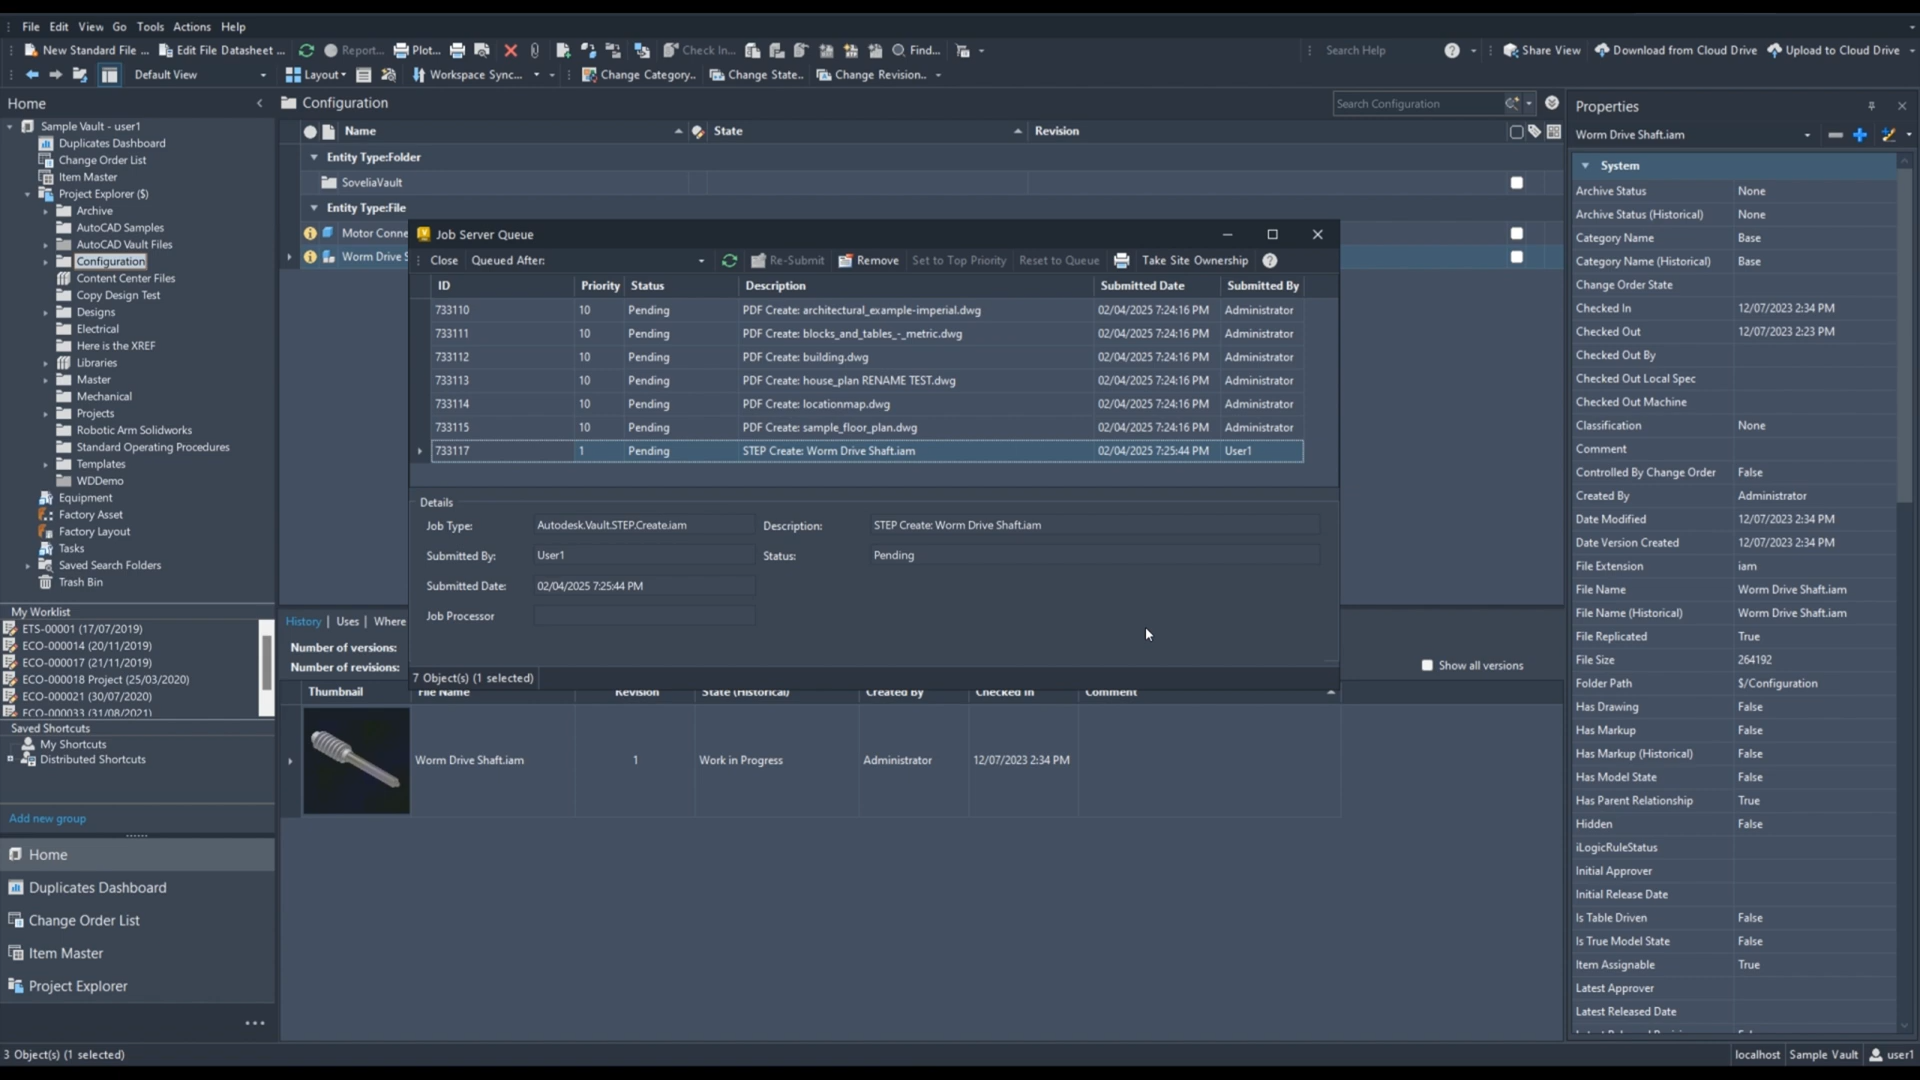 File Edit View Go Tools Actions Help
New Standard File ... Edit File Datasheet ... Report... Plot... Check In... Find... Search Help Share View Download from Cloud Drive Upload to Cloud Drive
Default View Layout Workspace Sync... Change Category.. Change State.. Change Revision..
Home
Sample Vault - user1
Duplicates Dashboard
Change Order List
Item Master
Project Explorer ($)
Archive
AutoCAD Samples
AutoCAD Vault Files
Configuration
Content Center Files
Copy Design Test
Designs
Electrical
Here is the XREF
Libraries
Master
Mechanical
Projects
Robotic Arm Solidworks
Standard Operating Procedures
Templates
WDDemo
Equipment
Factory Asset
Factory Layout
Tasks
Saved Search Folders
Trash Bin
My Worklist
ETS-00001 (17/07/2019)
ECO-000014 (20/11/2019)
ECO-000017 (21/11/2019)
ECO-000018 Project (25/03/2020)
ECO-000021 (30/07/2020)
ECO-000033 (31/08/2021)
Saved Shortcuts
My Shortcuts
Distributed Shortcuts
Add new group
Home
Duplicates Dashboard
Change Order List
Item Master
Project Explorer
Configuration Search Configuration
Name State Revision
Entity Type:Folder
SoveliaVault
Entity Type:File
Motor Conne
Worm Drive S
Job Server Queue
Close Queued After: Re-Submit Remove Set to Top Priority Reset to Queue Take Site Ownership
ID Priority Status Description Submitted Date Submitted By
733110 10 Pending PDF Create: architectural_example-imperial.dwg 02/04/2025 7:24:16 PM Administrator
733111 10 Pending PDF Create: blocks_and_tables_-_metric.dwg 02/04/2025 7:24:16 PM Administrator
733112 10 Pending PDF Create: building.dwg 02/04/2025 7:24:16 PM Administrator
733113 10 Pending PDF Create: house_plan RENAME TEST.dwg 02/04/2025 7:24:16 PM Administrator
733114 10 Pending PDF Create: locationmap.dwg 02/04/2025 7:24:16 PM Administrator
733115 10 Pending PDF Create: sample_floor_plan.dwg 02/04/2025 7:24:16 PM Administrator
733117 1 Pending STEP Create: Worm Drive Shaft.iam 02/04/2025 7:25:44 PM User1
Details
Job Type: Autodesk.Vault.STEP.Create.iam Description: STEP Create: Worm Drive Shaft.iam
Submitted By: User1 Status: Pending
Submitted Date: 02/04/2025 7:25:44 PM
Job Processor
7 Object(s) (1 selected)
History | Uses | Where
Number of versions:
Number of revisions:
Show all versions
Thumbnail File Name Revision State (Historical) Created By Checked In Comment
Worm Drive Shaft.iam 1 Work in Progress Administrator 12/07/2023 2:34 PM
Properties
Worm Drive Shaft.iam
System
Archive Status None
Archive Status (Historical) None
Category Name Base
Category Name (Historical) Base
Change Order State
Checked In 12/07/2023 2:34 PM
Checked Out 12/07/2023 2:23 PM
Checked Out By
Checked Out Local Spec
Checked Out Machine
Classification None
Comment
Controlled By Change Order False
Created By Administrator
Date Modified 12/07/2023 2:34 PM
Date Version Created 12/07/2023 2:34 PM
File Extension iam
File Name Worm Drive Shaft.iam
File Name (Historical) Worm Drive Shaft.iam
File Replicated True
File Size 264192
Folder Path $/Configuration
Has Drawing False
Has Markup False
Has Markup (Historical) False
Has Model State False
Has Parent Relationship True
Hidden False
iLogicRuleStatus
Initial Approver
Initial Release Date
Is Table Driven False
Is True Model State False
Item Assignable True
Latest Approver
Latest Released Date
3 Object(s) (1 selected) localhost Sample Vault user1